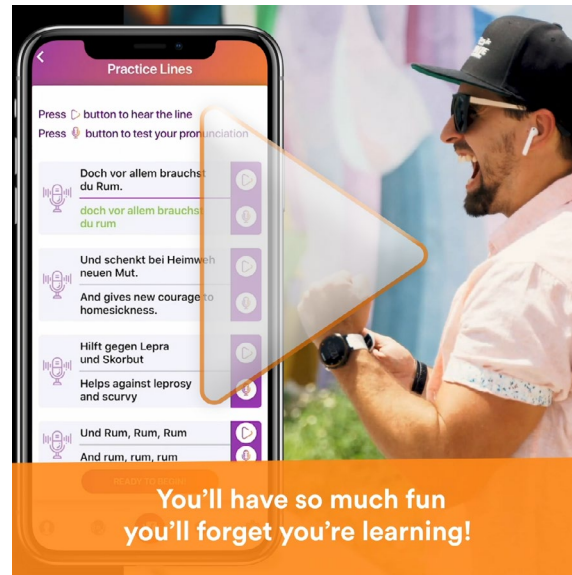 Practice Lines
Press button to hear the line
Press button to test your pronunciation
Doch vor allem brauchst
du Rum.
doch vor allem brauchst
du rum
Und schenkt bei Heimweh
neuen Mut.
And gives new courage to
homesickness.
Hilft gegen Lepra
und Skorbut
Helps against leprosy
and scurvy
Und Rum, Rum, Rum
And rum, rum, rum
READY TO BEGIN
You'll have so much fun
you'll forget you're learning!